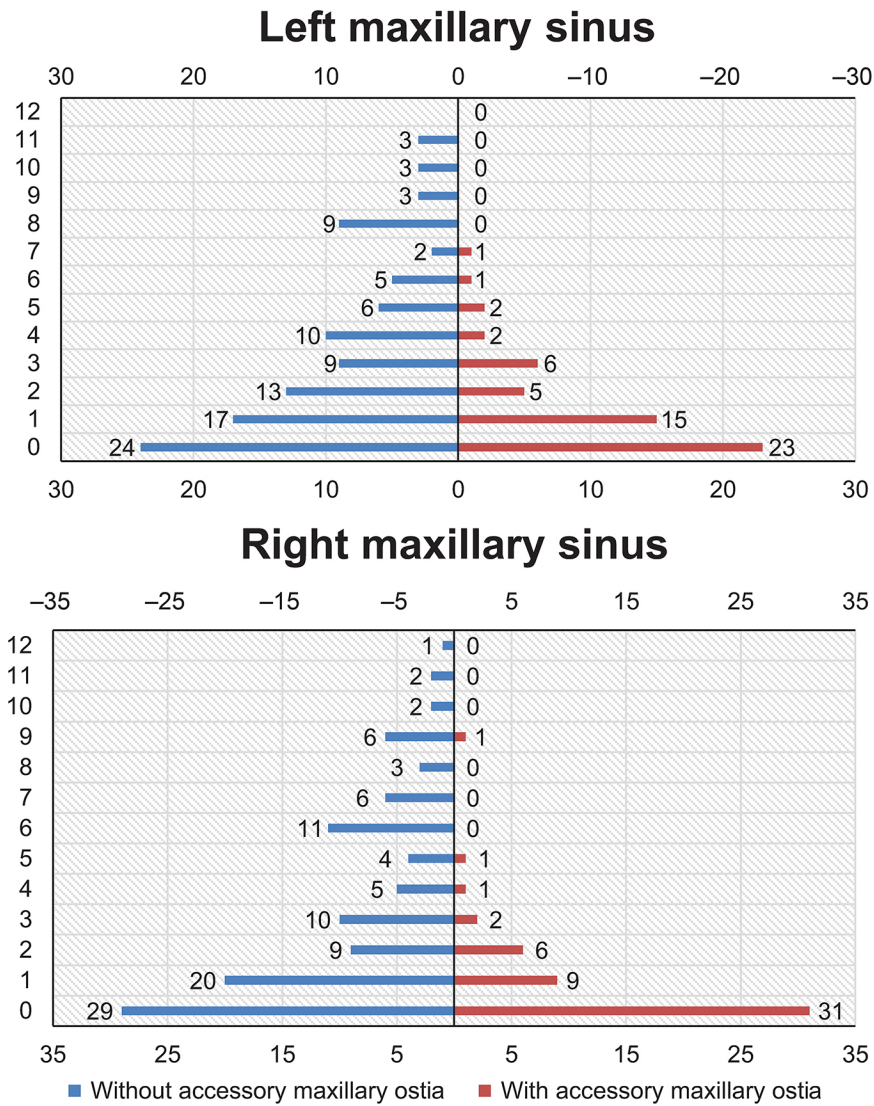 Left maxillary sinus
30 20 10 0 –10 –20 –30
12 0
11 3 0
10 3 0
9 3 0
8 9 0
7 2 1
6 5 1
5 6 2
4 10 2
3 9 6
2 13 5
1 17 15
0 24 23
30 20 10 0 10 20 30
Right maxillary sinus
–35 –25 –15 –5 5 15 25 35
12 1 0
11 2 0
10 2 0
9 6 1
8 3 0
7 6 0
6 11 0
5 4 1
4 5 1
3 10 2
2 9 6
1 20 9
0 29 31
35 25 15 5 5 15 25 35
Without accessory maxillary ostia With accessory maxillary ostia